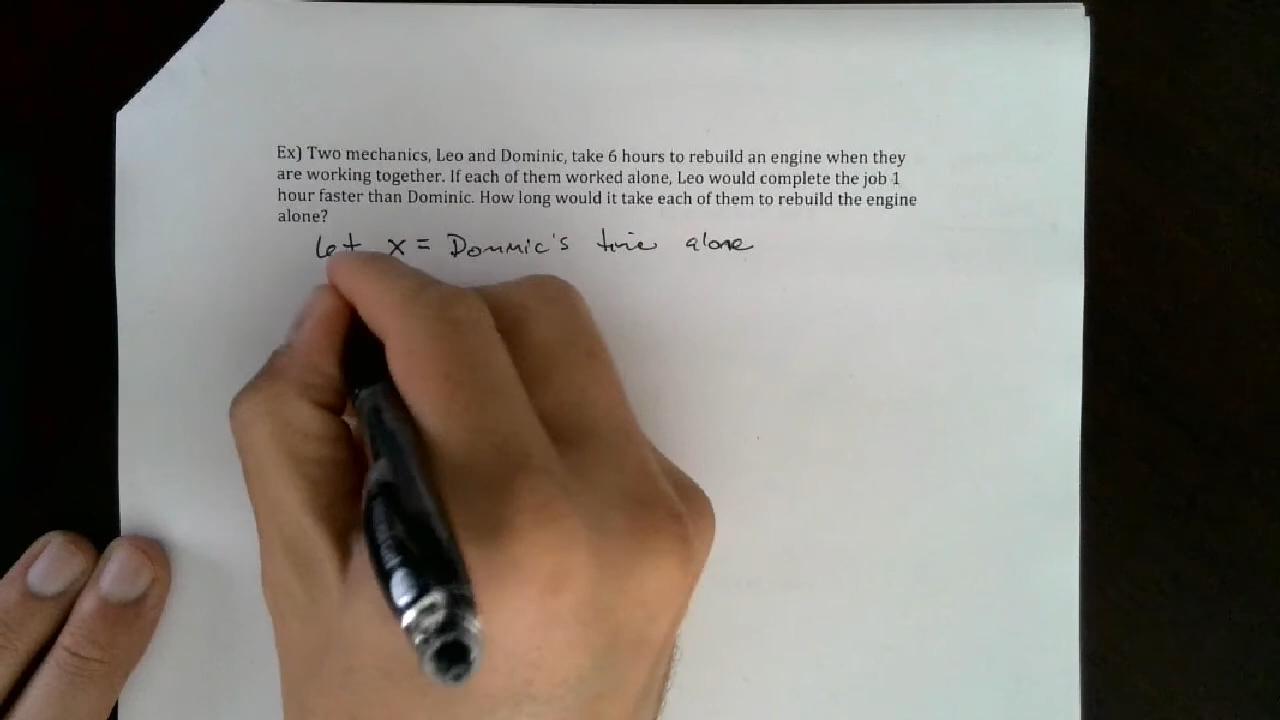 Ex) Two mechanics, Leo and Dominic, take 6 hours to rebuild an engine when they
are working together. If each of them worked alone, Leo would complete the job 1
hour faster than Dominic. How long would it take each of them to rebuild the engine
alone?
Let x = Dominic's time alone